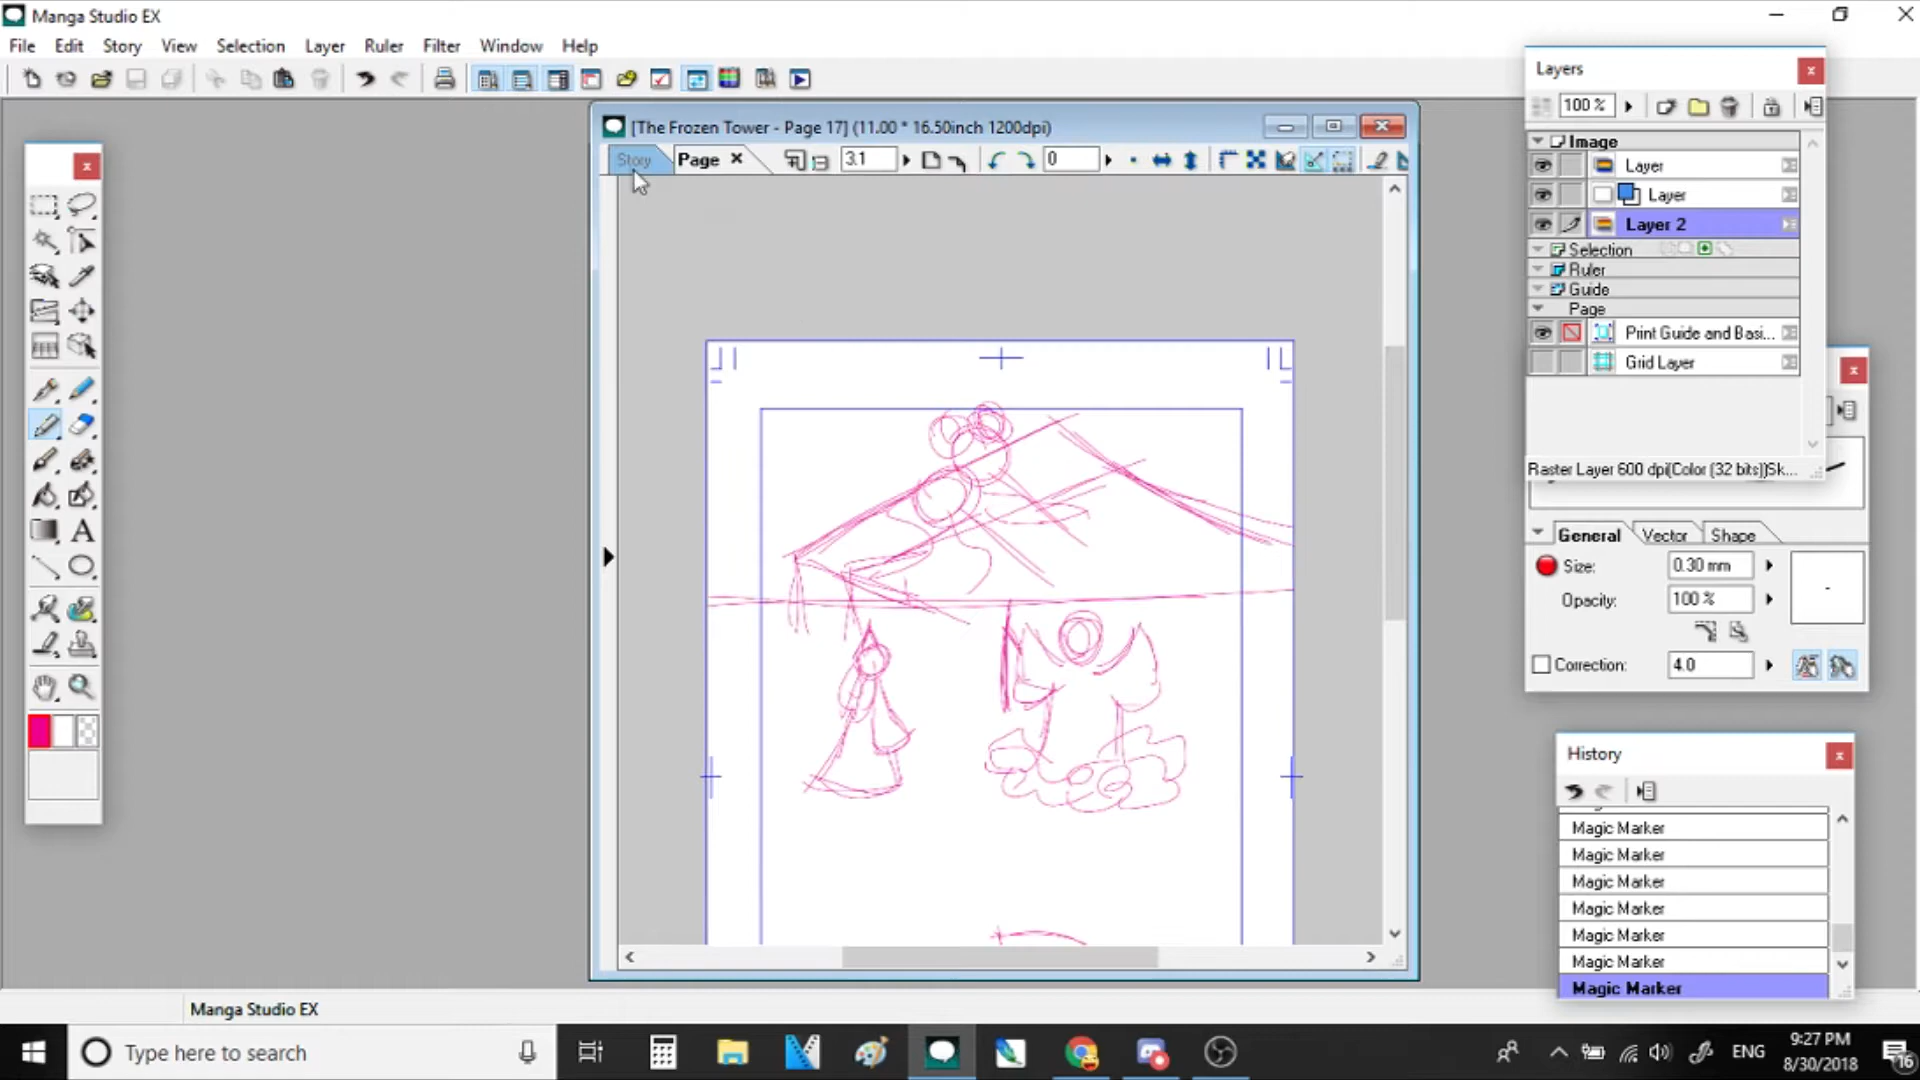 Manga Studio EX
File Edit Story View Selection Layer Ruler Filter Window Help
[The Frozen Tower - Page 17] (11.00 * 16.50inch 1200dpi)
Story Page 3.1 0
Layers
100 %
Image
Layer
Layer
Layer 2
Selection
Ruler
Guide
Page
Print Guide and Basi...
Grid Layer
Raster Layer 600 dpi(Color (32 bits))Sk...
General Vector Shape
Size: 0.30 mm
Opacity: 100 %
Correction: 4.0
History
Magic Marker
Magic Marker
Magic Marker
Magic Marker
Magic Marker
Magic Marker
Magic Marker
A
Manga Studio EX
Type here to search
ENG
9:27 PM
8/30/2018
16